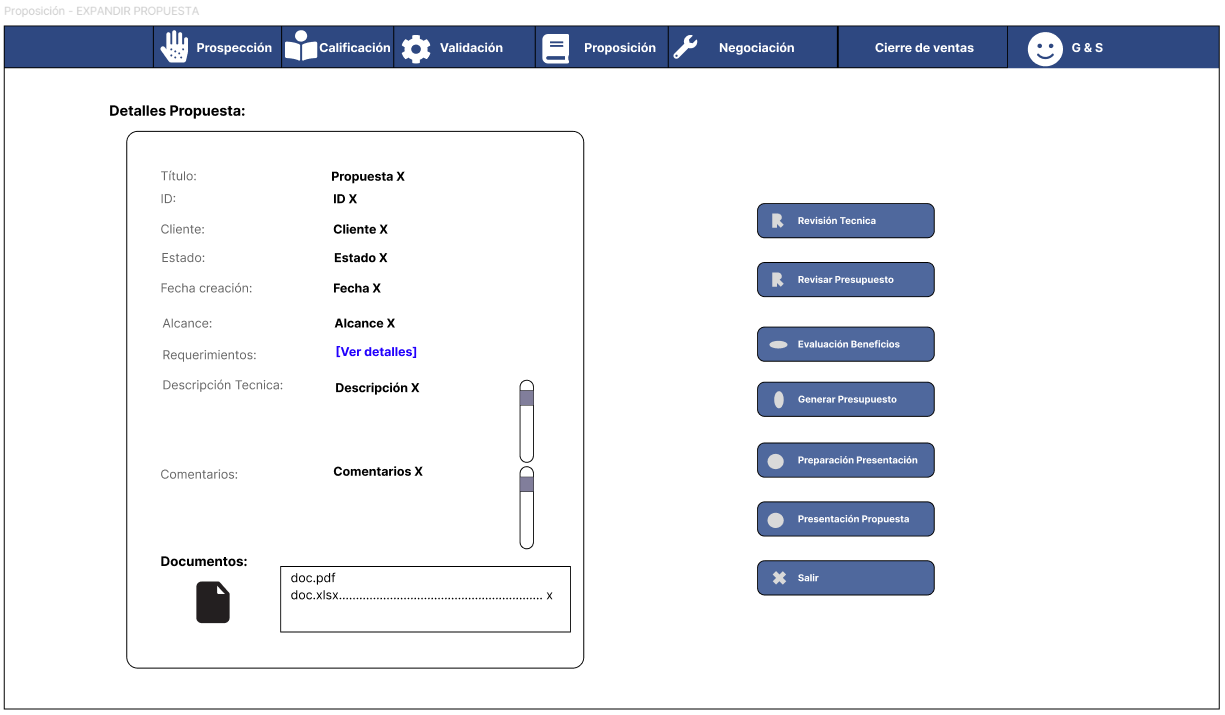 Proposición - EXPANDIR PROPUESTA
Prospección Calificación Validación Proposición Negociación Cierre de ventas G & S
Detalles Propuesta:
Título: Propuesta X
ID: ID X
Cliente: Cliente X
Estado: Estado X
Fecha creación: Fecha X
Alcance: Alcance X
Requerimientos: [Ver detalles]
Descripción Tecnica: Descripción X
Comentarios: Comentarios X
Documentos:
doc.pdf
doc.xlsx............................................................. x
Revisión Tecnica
Revisar Presupuesto
Evaluación Beneficios
Generar Presupuesto
Preparación Presentación
Presentación Propuesta
Salir